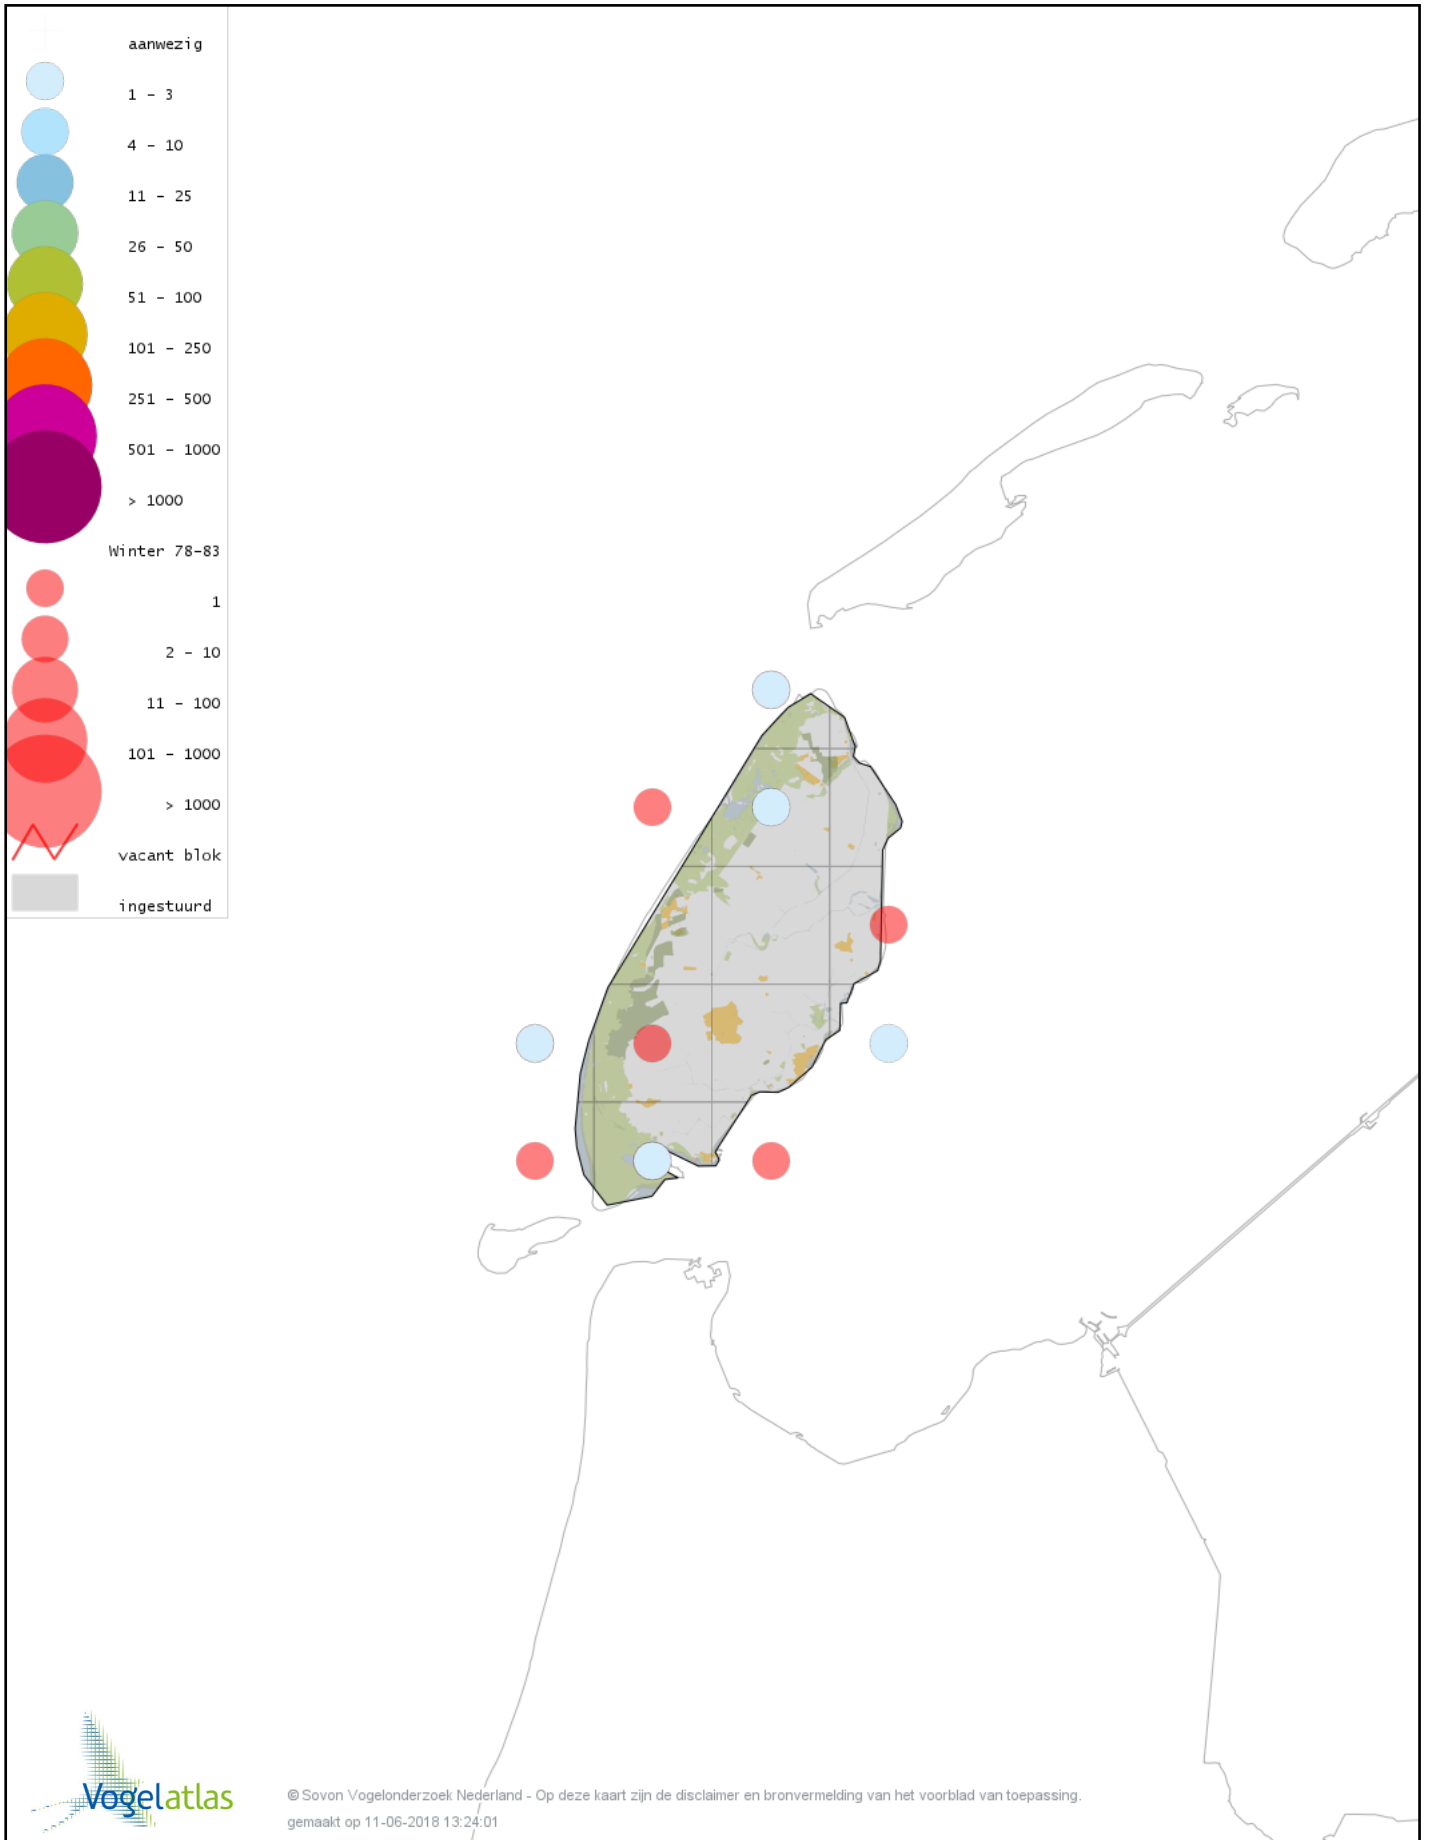 aanwezig
1 - 3
4 - 10
11 - 25
26 - 50
51 - 100
101 - 250
251 - 500
501 - 1000
> 1000
Winter 78-83
1
2 - 10
11 - 100
101 - 1000
> 1000
vacant blok
ingestuurd
Vogelatlas
© Sovon Vogelonderzoek Nederland - Op deze kaart zijn de disclaimer en bronvermelding van het voorblad van toepassing.
gemaakt op 11-06-2018 13:24:01